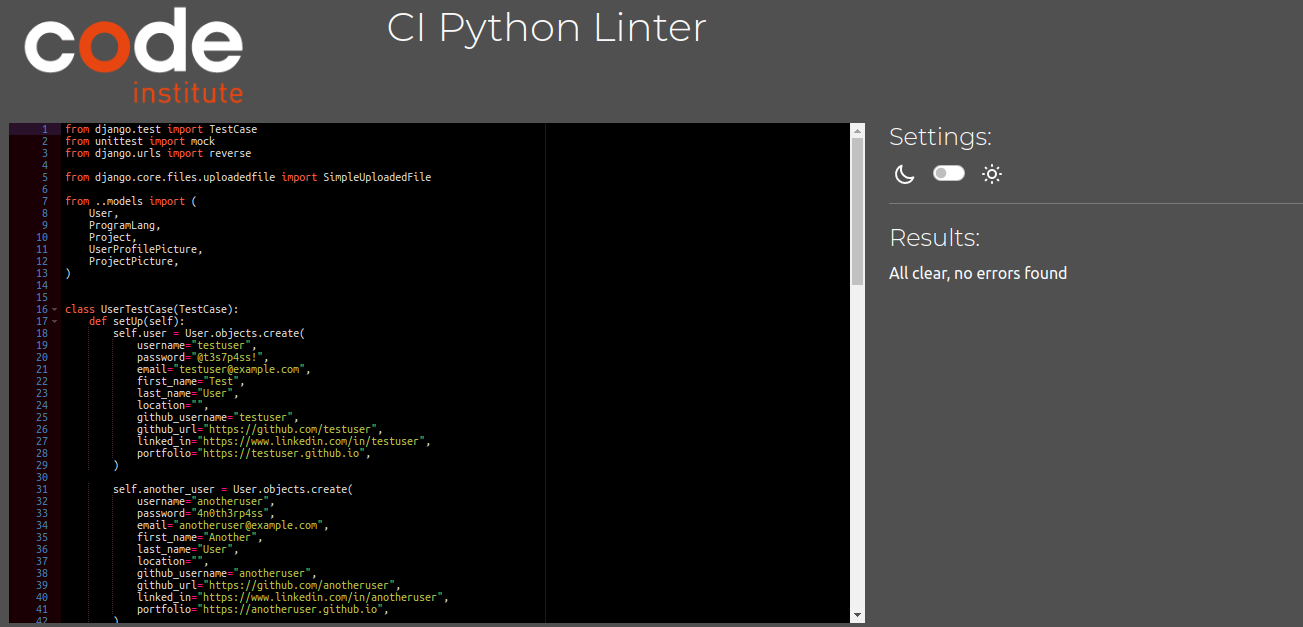 code
institute
CI Python Linter
1 from django.test import TestCase
2 from unittest import mock
3 from django.urls import reverse
4
5 from django.core.files.uploadedfile import SimpleUploadedFile
6
7 from ..models import (
8     User,
9     ProgramLang,
10     Project,
11     UserProfilePicture,
12     ProjectPicture,
13 )
14
15
16 class UserTestCase(TestCase):
17     def setUp(self):
18         self.user = User.objects.create(
19             username="testuser",
20             password="@t3s7p4ss!",
21             email="testuser@example.com",
22             first_name="Test",
23             last_name="User",
24             location="",
25             github_username="testuser",
26             github_url="https://github.com/testuser",
27             linked_in="https://www.linkedin.com/in/testuser",
28             portfolio="https://testuser.github.io",
29         )
30
31         self.another_user = User.objects.create(
32             username="anotheruser",
33             password="4n0th3rp4ss",
34             email="anotheruser@example.com",
35             first_name="Another",
36             last_name="User",
37             location="",
38             github_username="anotheruser",
39             github_url="https://github.com/anotheruser",
40             linked_in="https://www.linkedin.com/in/anotheruser",
41             portfolio="https://anotheruser.github.io",
42         )
Settings:
Results:
All clear, no errors found